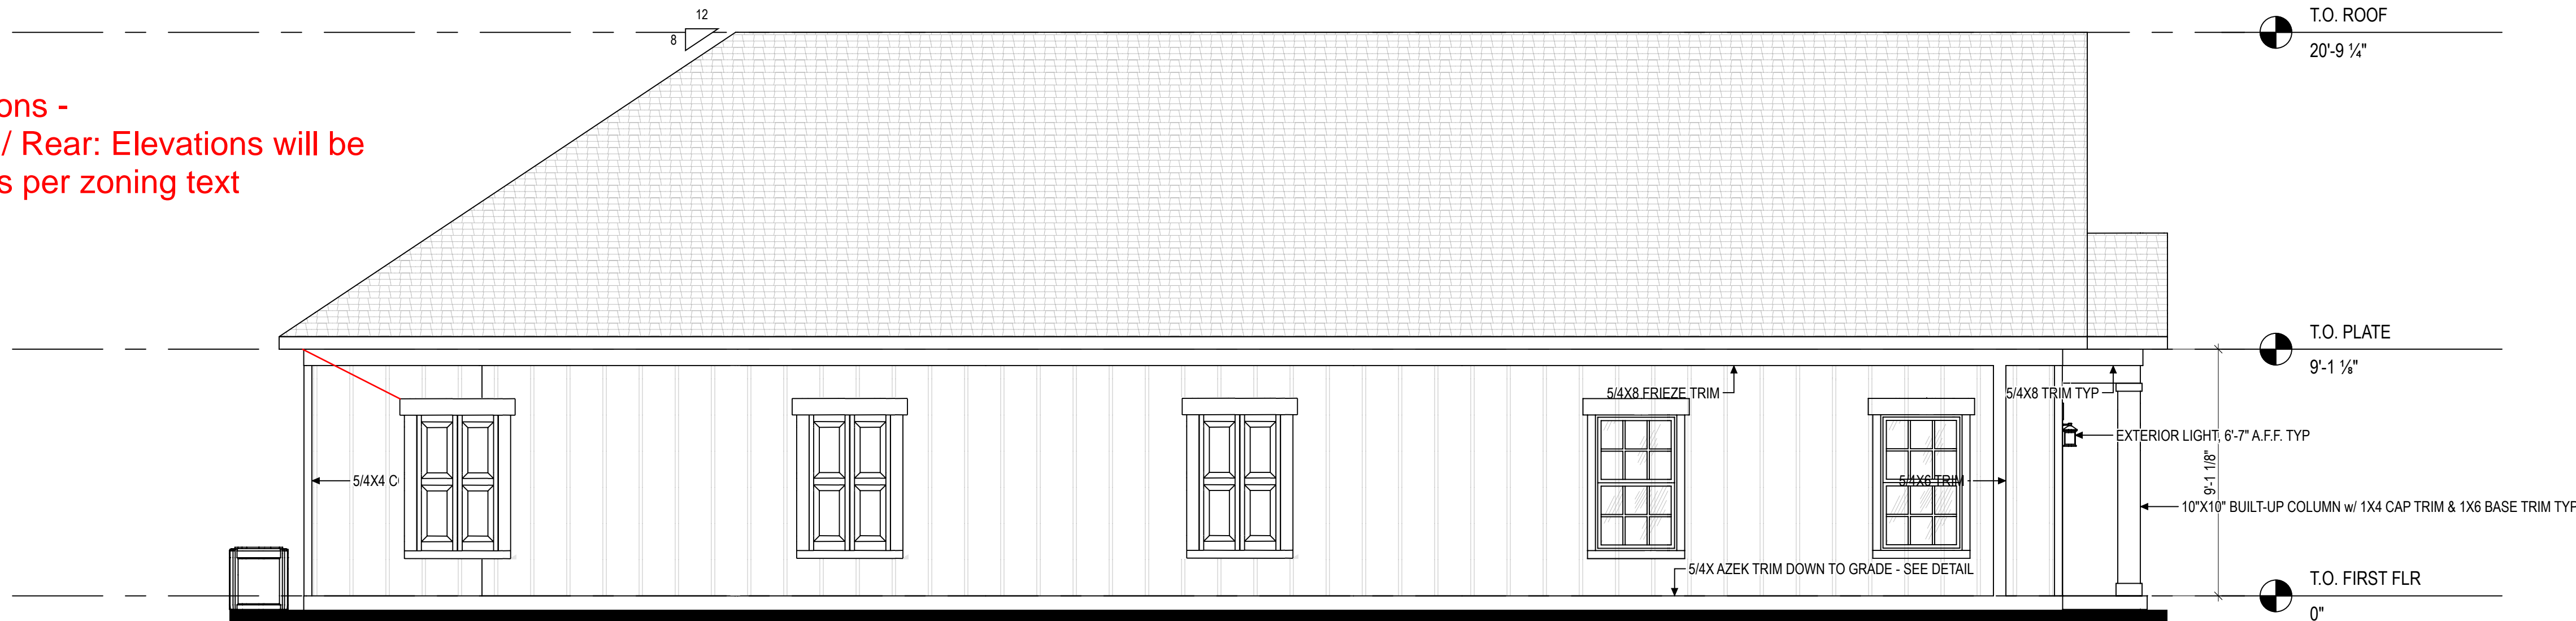 12
8
T.O. ROOF
20'-9 ¼"
ons -
/ Rear: Elevations will be
s per zoning text
T.O. PLATE
9'-1 ⅛"
5/4X8 FRIEZE TRIM
5/4X8 TRIM TYP
EXTERIOR LIGHT, 6'-7" A.F.F. TYP
9'-1 1/8"
5/4X4 C
5/4X6 TRIM
10"X10" BUILT-UP COLUMN w/ 1X4 CAP TRIM & 1X6 BASE TRIM TYP
5/4X AZEK TRIM DOWN TO GRADE - SEE DETAIL
T.O. FIRST FLR
0"